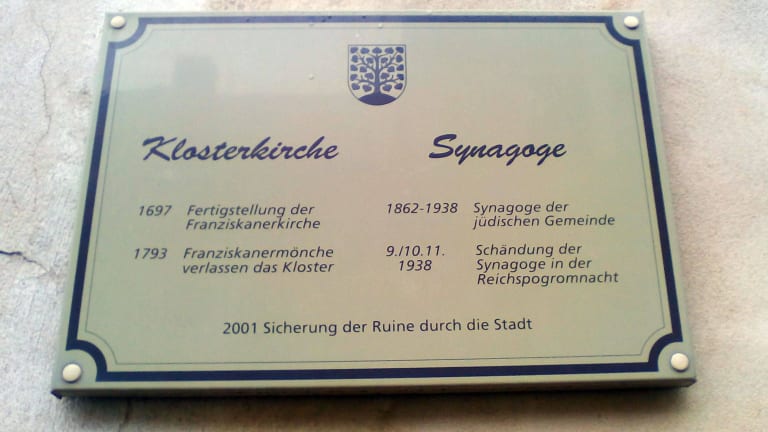 Klosterkirche
1697 Fertigstellung der
Franziskanerkirche
1793 Franziskanermönche
verlassen das Kloster
Synagoge
1862-1938 Synagoge der
jüdischen Gemeinde
9./10.11. Schändung der
1938 Synagoge in der
Reichspogromnacht
2001 Sicherung der Ruine durch die Stadt